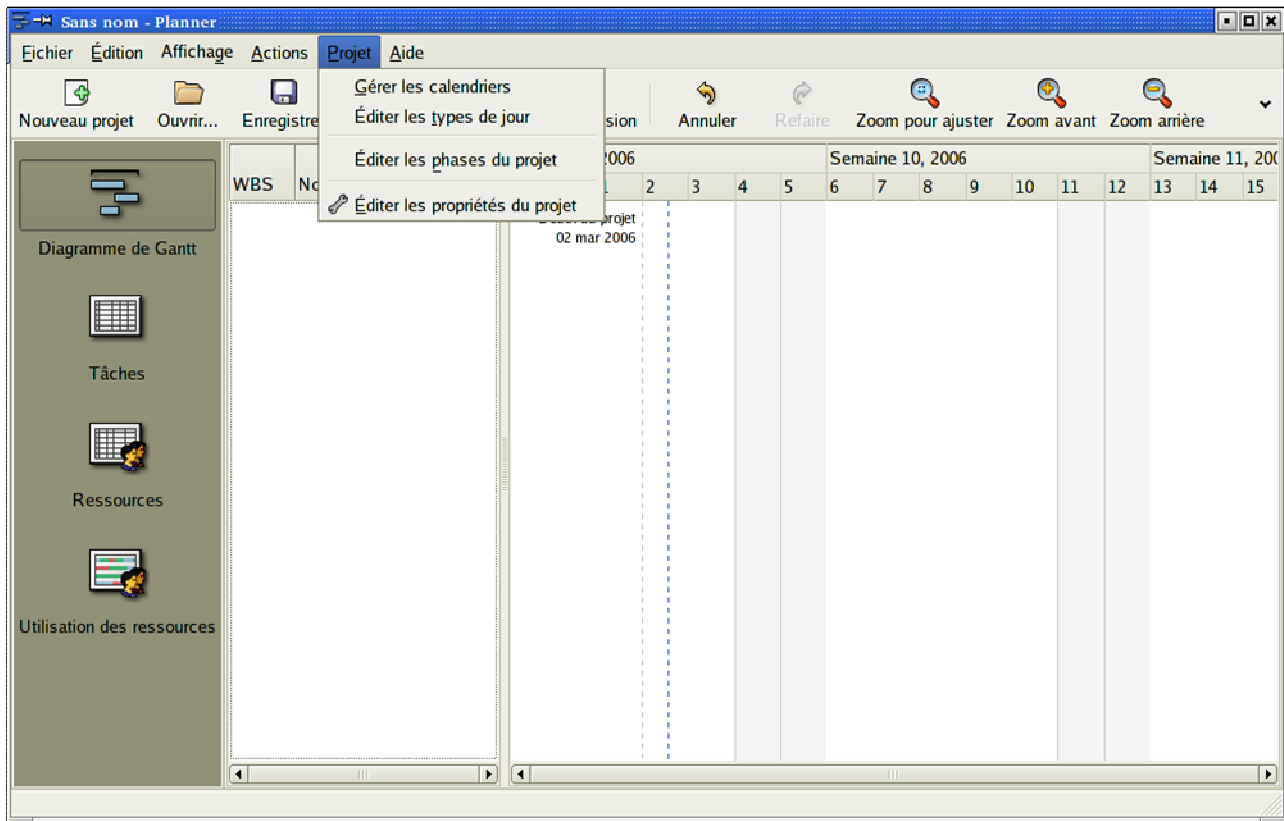 Sans nom - Planner
Fichier Édition Affichage Actions Projet Aide
Gérer les calendriers
Éditer les types de jour
Éditer les phases du projet
Éditer les propriétés du projet
Nouveau projet Ouvrir... Enregistre sion Annuler Refaire Zoom pour ajuster Zoom avant Zoom arrière
2006 Semaine 10, 2006 Semaine 11, 200
WBS No 1 2 3 4 5 6 7 8 9 10 11 12 13 14 15
projet
02 mar 2006
Diagramme de Gantt
Tâches
Ressources
Utilisation des ressources